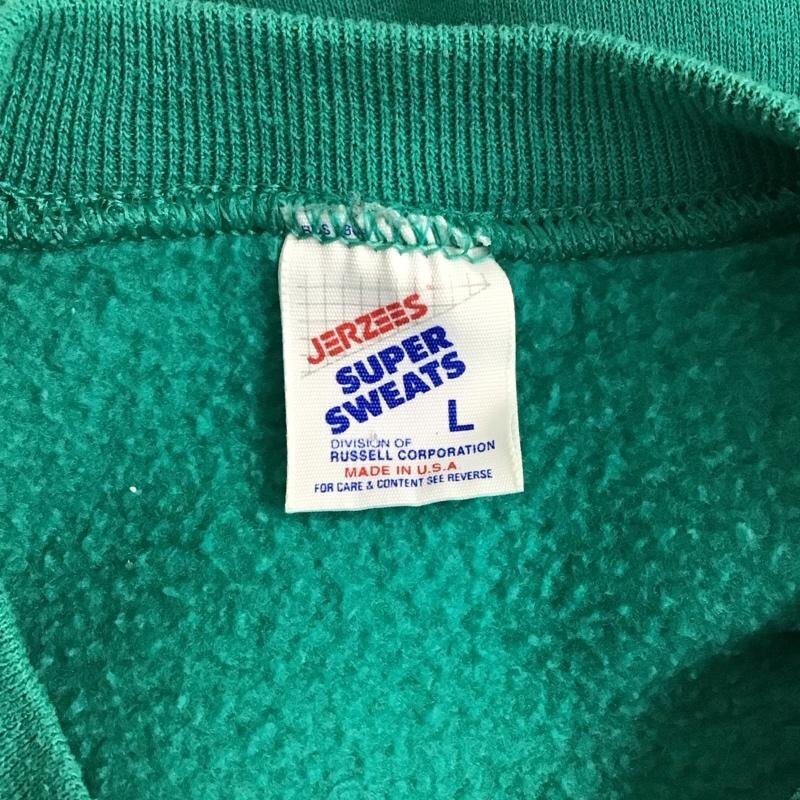 JERZEES
SUPER
SWEATS
L
DIVISION OF
RUSSELL CORPORATION
MADE IN U.S.A
FOR CARE & CONTENT SEE REVERSE